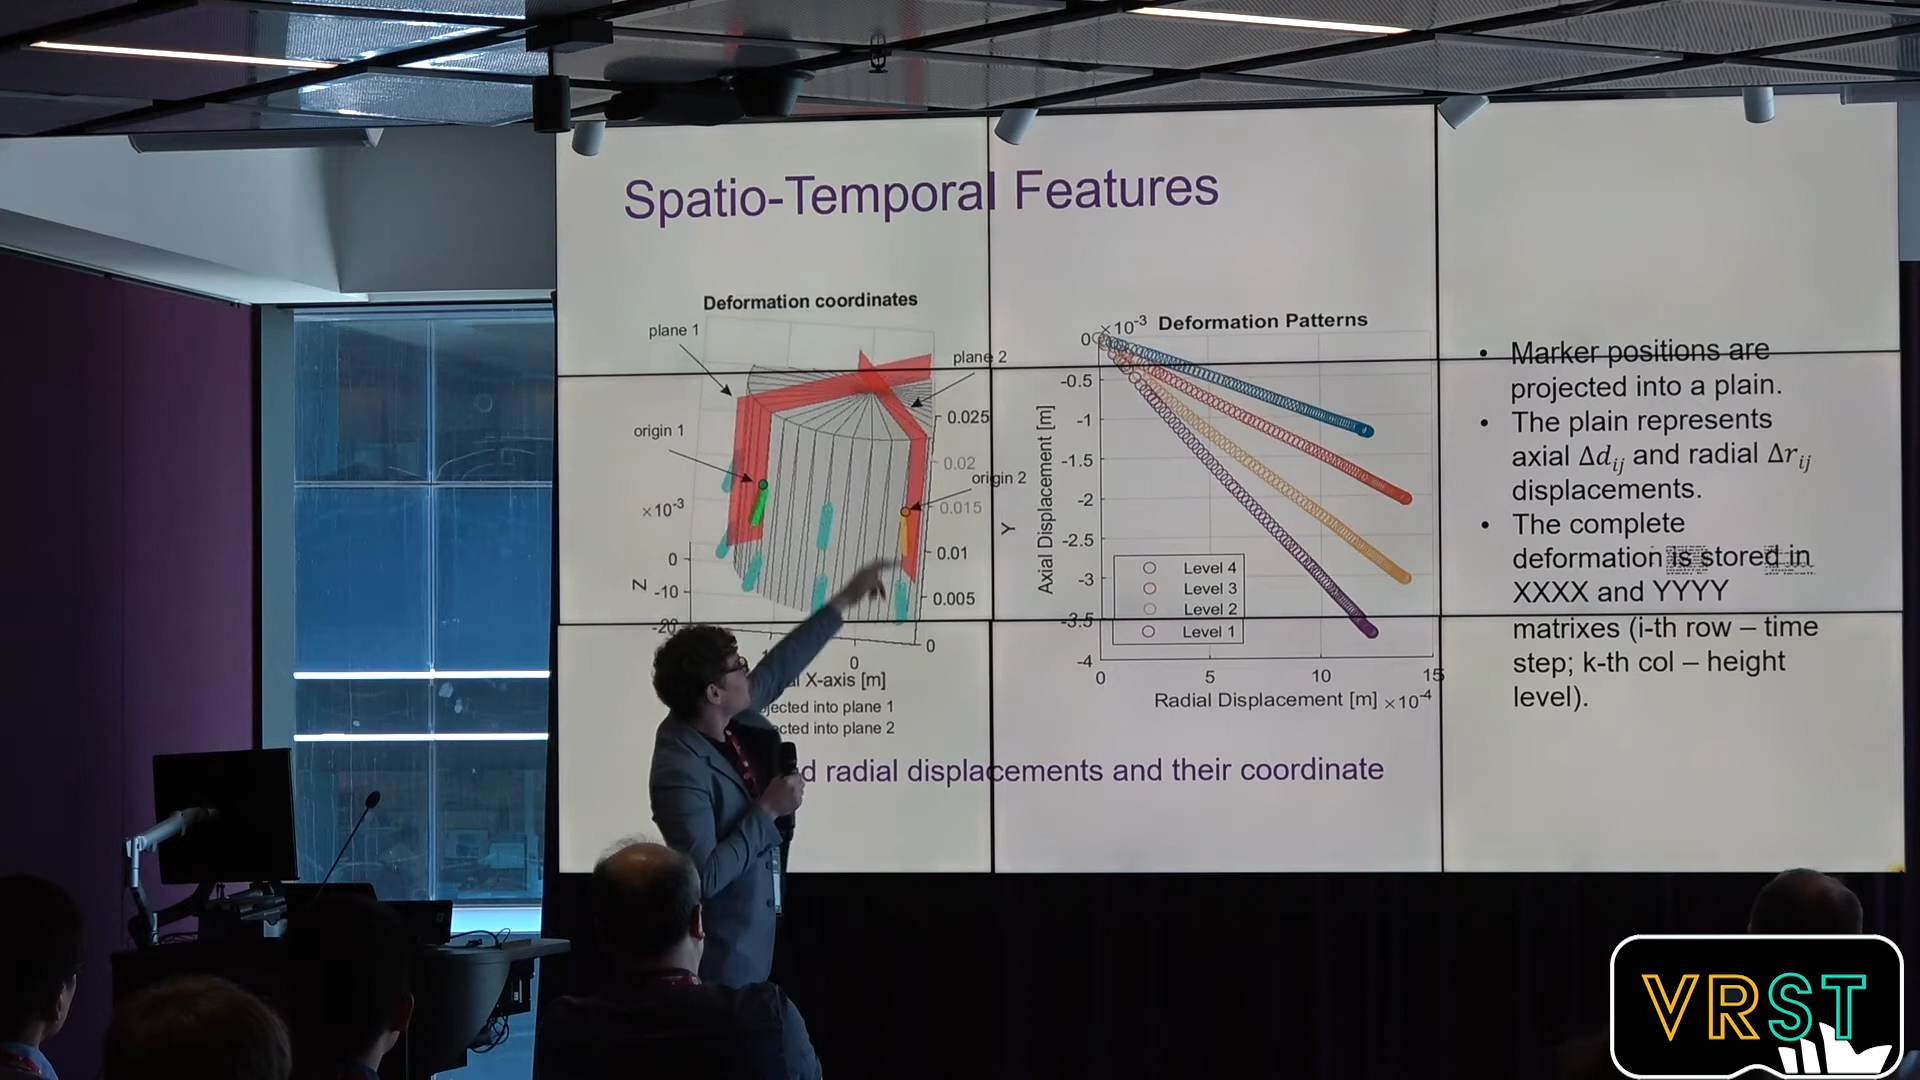 Spatio-Temporal Features
Deformation coordinates
plane 1
plane 2
origin 1
origin 2
0.025
0.02
0.015
0.01
0.005
0
Y
×10-3
0
-10
-20
Z
0
X-axis [m]
jected into plane 1
cted into plane 2
×10-3 Deformation Patterns
0
-0.5
-1
-1.5
-2
-2.5
-3
-3.5
-4
Axial Displacement [m]
Level 4
Level 3
Level 2
Level 1
0 5 10 15
Radial Displacement [m] ×10-4
• Marker positions are
projected into a plain.
• The plain represents
axial Δdij and radial Δrij
displacements.
• The complete
deformation is stored in
XXXX and YYYY
matrixes (i-th row – time
step; k-th col – height
level).
d radial displacements and their coordinate
VRST